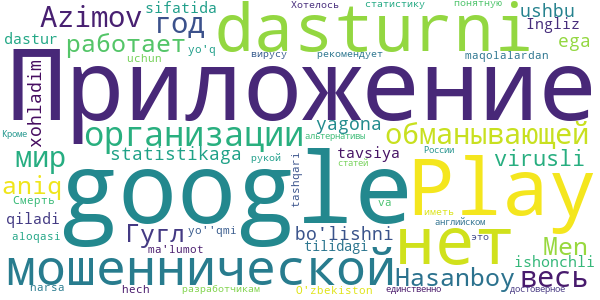 Хотелось статистику понятную
sifatida ushbu
Azimov год dasturni Ingliz
dastur работает yo'q вирусу рекомендует maqolalardan ega
uchun
xohladim Приложение
Кроме организации yagona альтернативы обманывающей
мир statistikaga рукой tavsiya статей России virusli
aniq google Play
Смерть tashqari va иметь
qiladi Гугл yo''qmi bo'lishni английском
aloqasi ma'lumot tilidagi нет это Men
мошеннической Hasanboy ishonchli
весь
narsa hech разработчикам O'zbekiston единственно достоверное